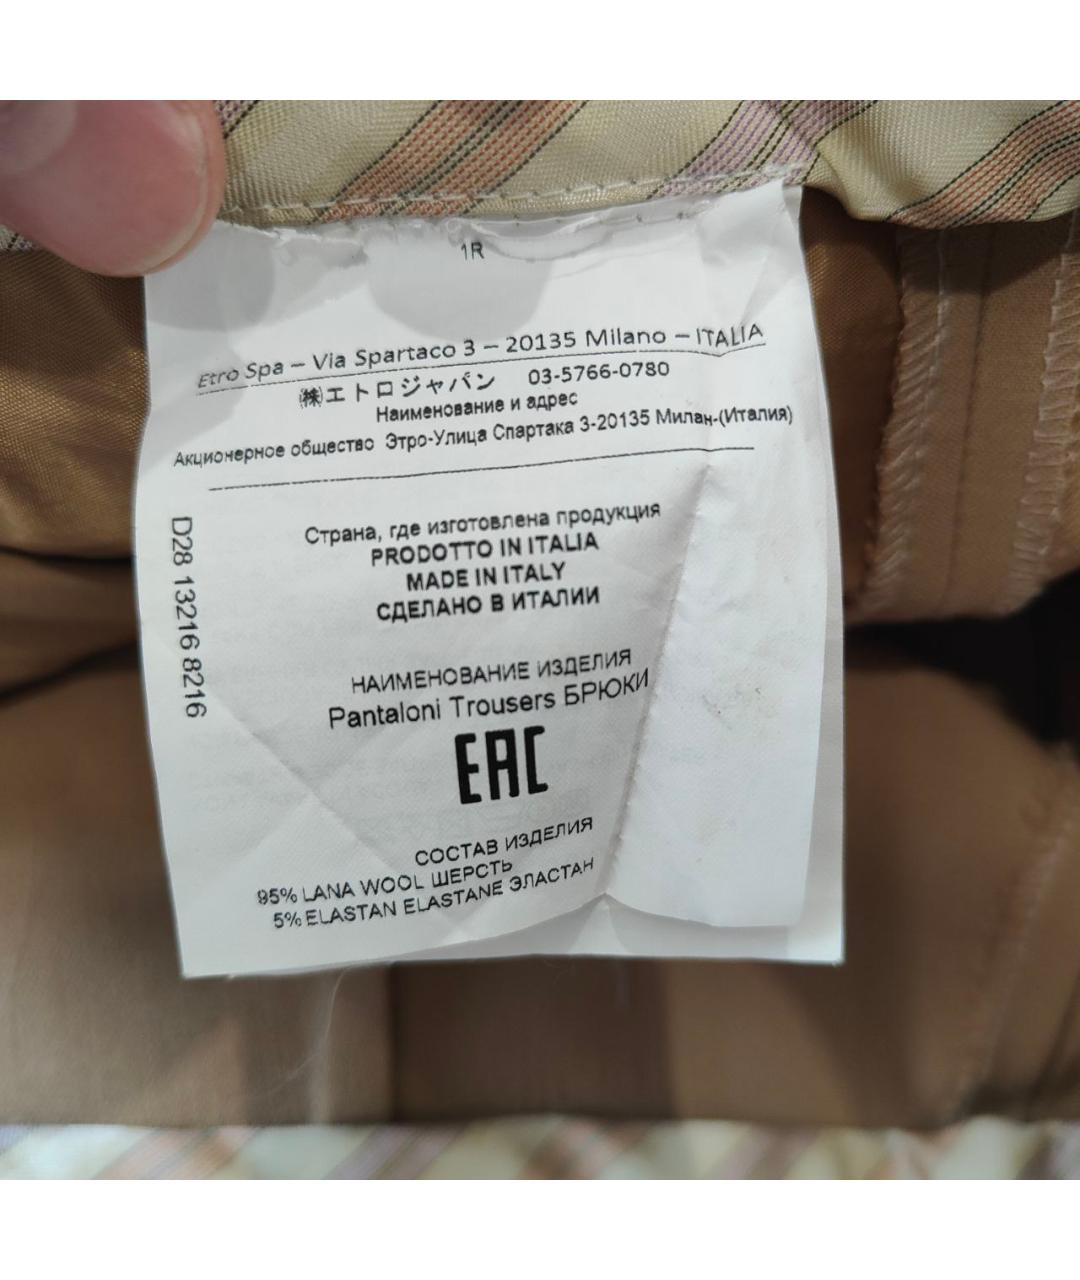 1R
Etro Spa – Via Spartaco 3 – 20135 Milano – ITALIA
㈱エトロジャパン 03-5766-0780
Наименование и адрес
Акционерное общество Этро-Улица Спартака 3-20135 Милан-(Италия)
Страна, где изготовлена продукция
PRODOTTO IN ITALIA
MADE IN ITALY
СДЕЛАНО В ИТАЛИИ
D28 13216 8216
НАИМЕНОВАНИЕ ИЗДЕЛИЯ
Pantaloni Trousers БРЮКИ
EAC
СОСТАВ ИЗДЕЛИЯ
95% LANA WOOL ШЕРСТЬ
5% ELASTAN ELASTANE ЭЛАСТАН